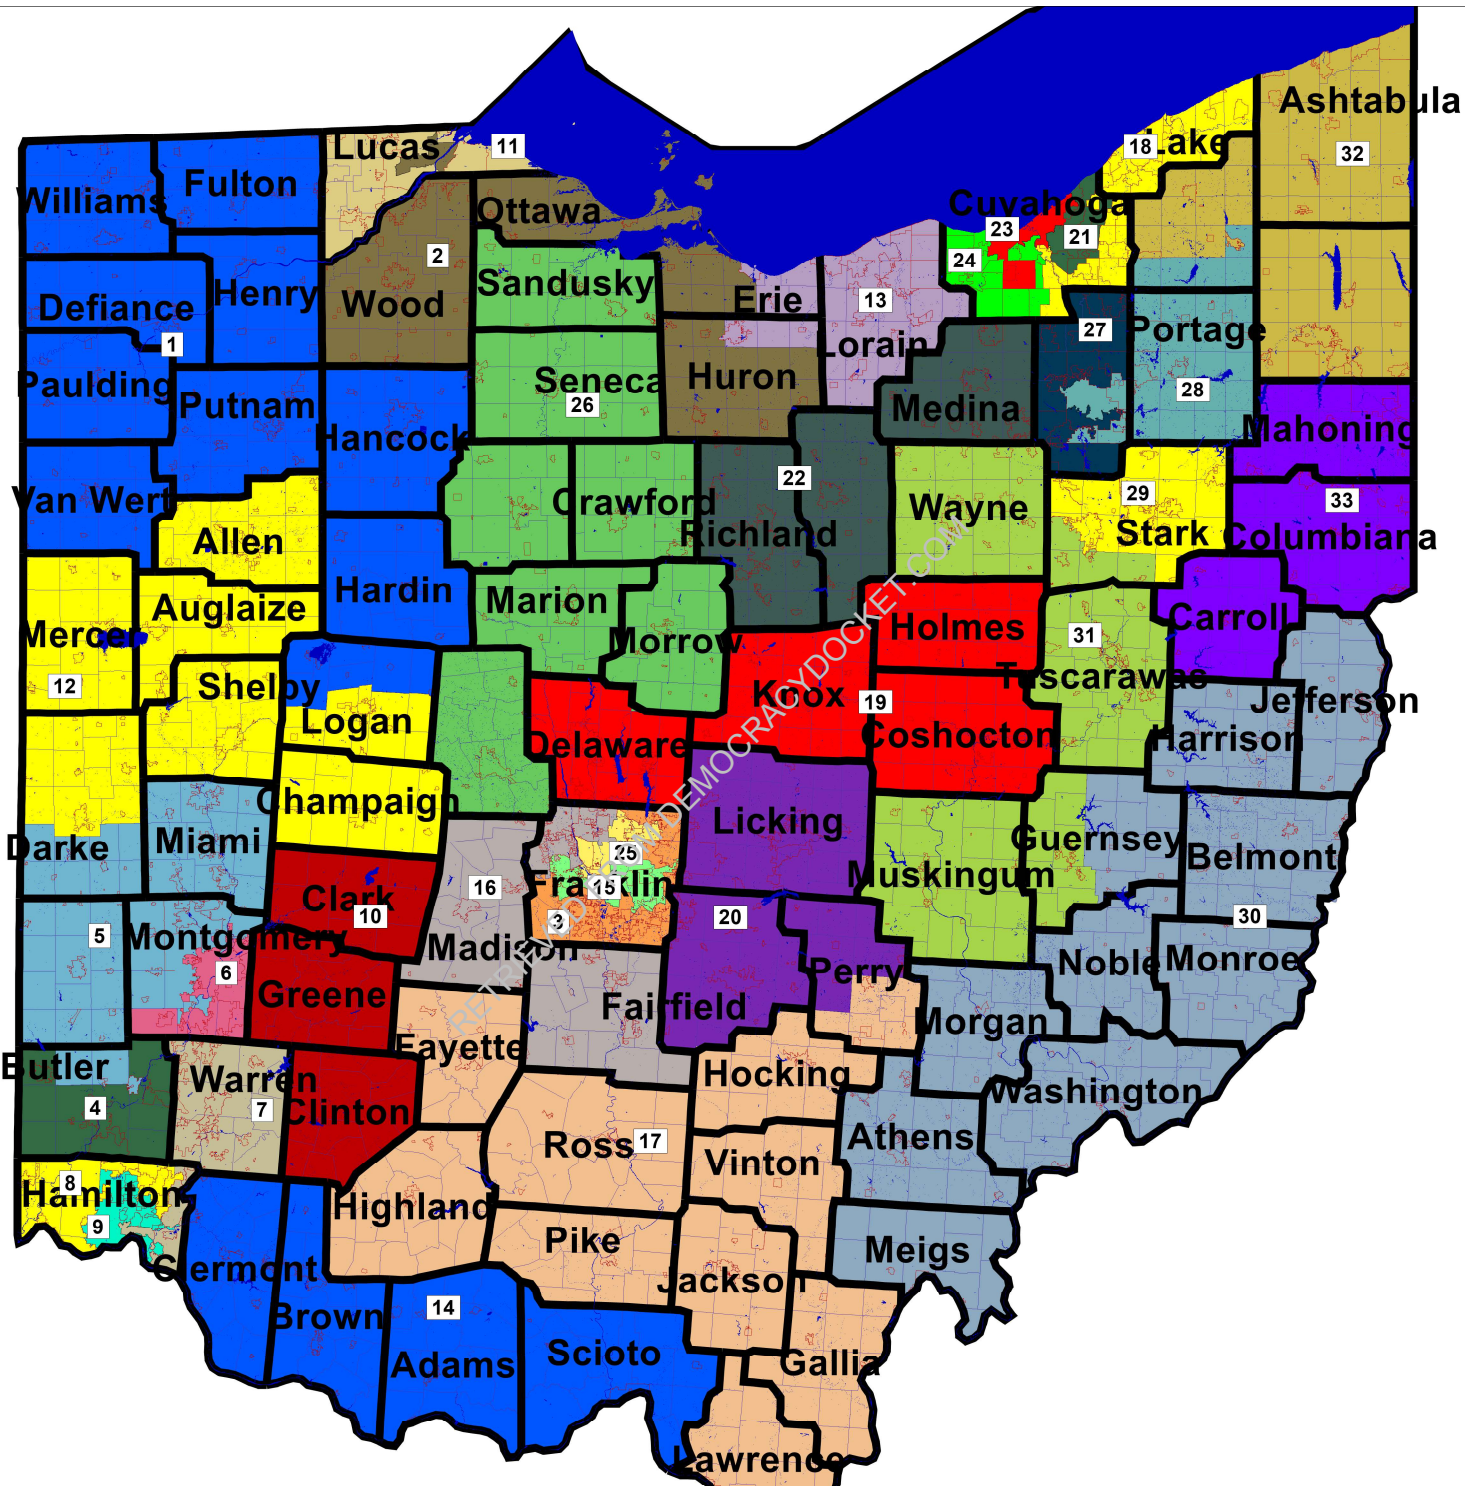 Ashtabula
Lucas
11
18
Lake
32
Williams
Fulton
Cuyahoga
Ottawa
23
21
2
24
Sandusky
Henry
Erie
13
Defiance
Wood
27
Portage
1
Lorain
Paulding
Seneca
Huron
28
Putnam
26
Medina
Hancock
Mahoning
22
29
33
Van Wert
Crawford
Wayne
Allen
Richland
Stark
Columbiana
Hardin
Marion
Auglaize
Mercer
Morrow
Holmes
31
Carroll
12
Shelby
Knox
19
Tuscarawas
Jefferson
Logan
Delaware
Coshocton
Harrison
Champaign
Licking
Darke
Miami
25
Guernsey
Belmont
Muskingum
16
Franklin
15
Clark
10
3
20
30
5
Montgomery
Madison
6
Perry
Noble
Monroe
Greene
Fairfield
Morgan
Fayette
Butler
Warren
Hocking
Washington
4
7
Clinton
Ross
17
Athens
Vinton
8
Hamilton
Highland
9
Pike
Meigs
Clermont
Jackson
14
Brown
Adams
Scioto
Gallia
Lawrence
RETRIEVED FROM DEMOCRACYDOCKET.COM